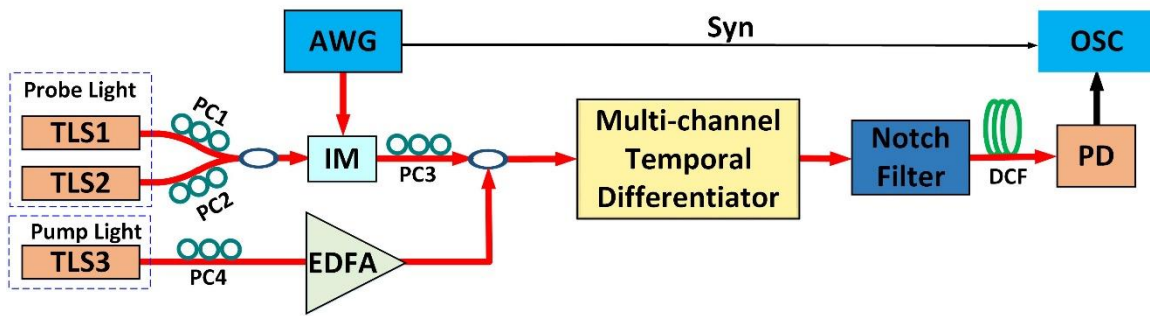 AWG
Syn
OSC
Probe Light
TLS1
PC1
TLS2
PC2
IM
PC3
Multi-channel
Temporal
Differentiator
Notch
Filter
DCF
PD
Pump Light
TLS3
PC4
EDFA